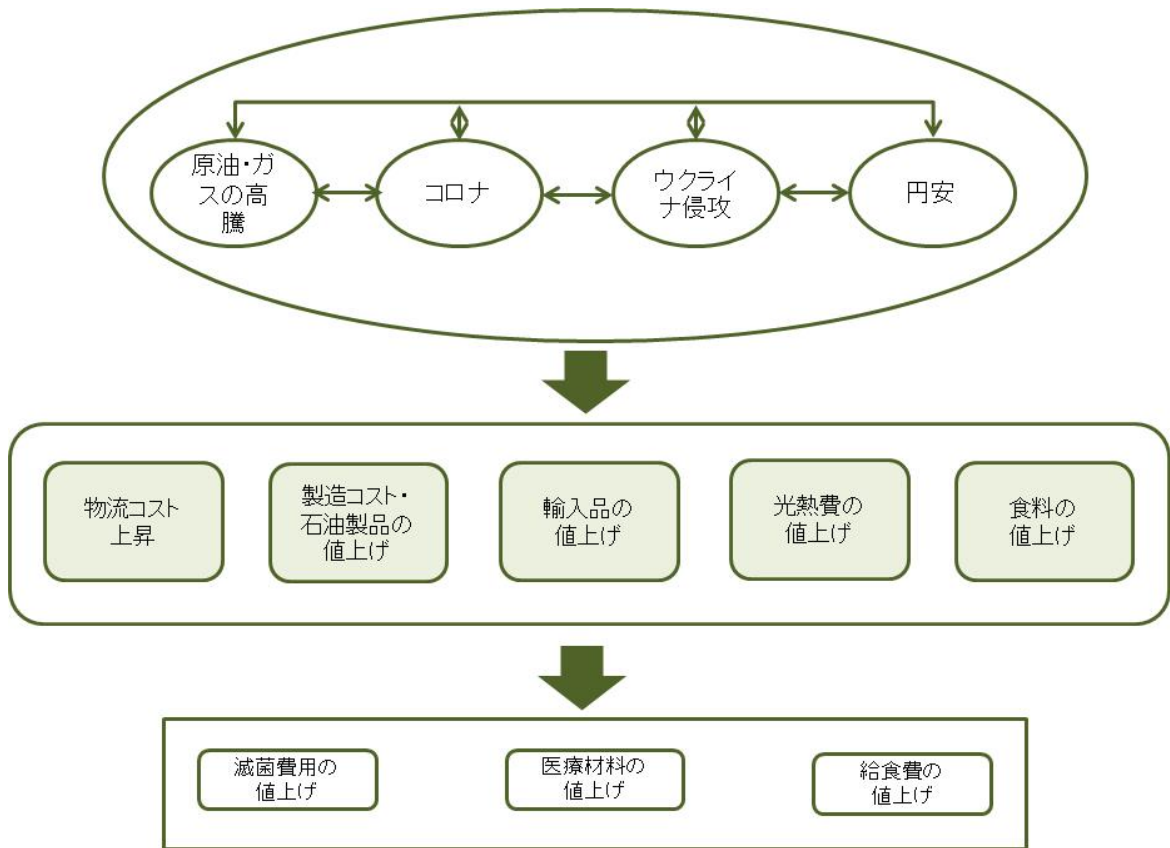 原油・ガ
スの高
騰
コロナ
ウクライ
ナ侵攻
円安
物流コスト
上昇
製造コスト・
石油製品の
値上げ
輸入品の
値上げ
光熱費の
値上げ
食料の
値上げ
滅菌費用の
値上げ
医療材料の
値上げ
給食費の
値上げ